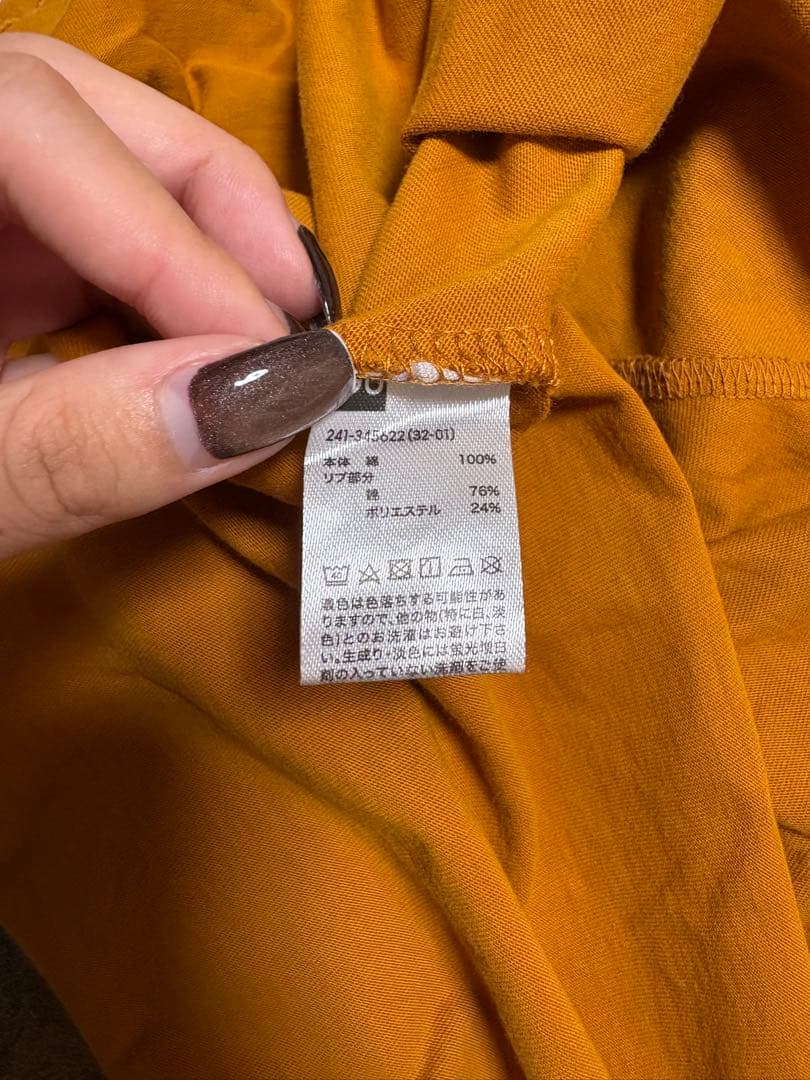 241-345622(32-01)
本体 綿 100%
リブ部分
綿 76%
ポリエステル 24%
40
濃色は色落ちする可能性があ
りますので、他の物(特に白、淡
色)とのお洗濯はお避け下さ
い。生成り・淡色には蛍光増白
剤の入っていない洗剤をご使